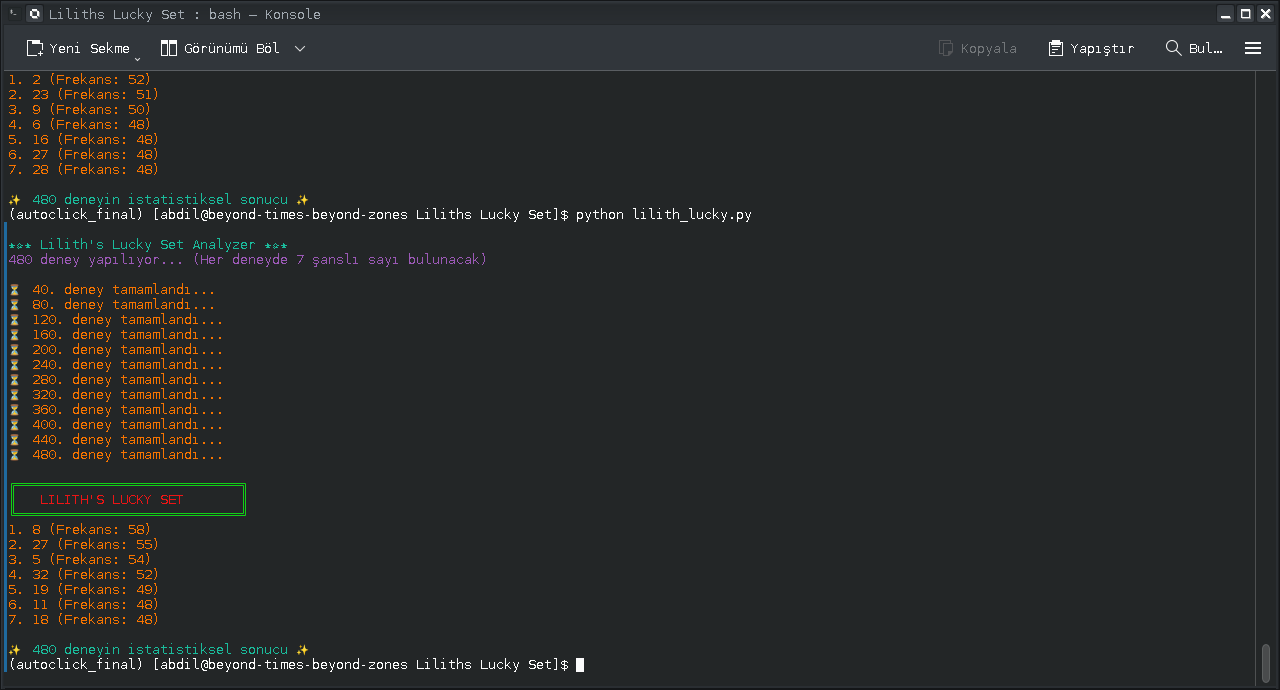 Liliths Lucky Set : bash — Konsole
Yeni Sekme Görünümü Böl Kopyala Yapıştır Bul...
1. 2 (Frekans: 52)
2. 23 (Frekans: 51)
3. 9 (Frekans: 50)
4. 6 (Frekans: 48)
5. 16 (Frekans: 48)
6. 27 (Frekans: 48)
7. 28 (Frekans: 48)
✨ 480 deneyin istatistiksel sonucu ✨
(autoclick_final) [abdil@beyond-times-beyond-zones Liliths Lucky Set]$ python lilith_lucky.py
★☆★ Lilith's Lucky Set Analyzer ★☆★
480 deney yapılıyor... (Her deneyde 7 şanslı sayı bulunacak)
⏳ 40. deney tamamlandı...
⏳ 80. deney tamamlandı...
⏳ 120. deney tamamlandı...
⏳ 160. deney tamamlandı...
⏳ 200. deney tamamlandı...
⏳ 240. deney tamamlandı...
⏳ 280. deney tamamlandı...
⏳ 320. deney tamamlandı...
⏳ 360. deney tamamlandı...
⏳ 400. deney tamamlandı...
⏳ 440. deney tamamlandı...
⏳ 480. deney tamamlandı...
LILITH'S LUCKY SET
1. 8 (Frekans: 58)
2. 27 (Frekans: 55)
3. 5 (Frekans: 54)
4. 32 (Frekans: 52)
5. 19 (Frekans: 49)
6. 11 (Frekans: 48)
7. 18 (Frekans: 48)
✨ 480 deneyin istatistiksel sonucu ✨
(autoclick_final) [abdil@beyond-times-beyond-zones Liliths Lucky Set]$